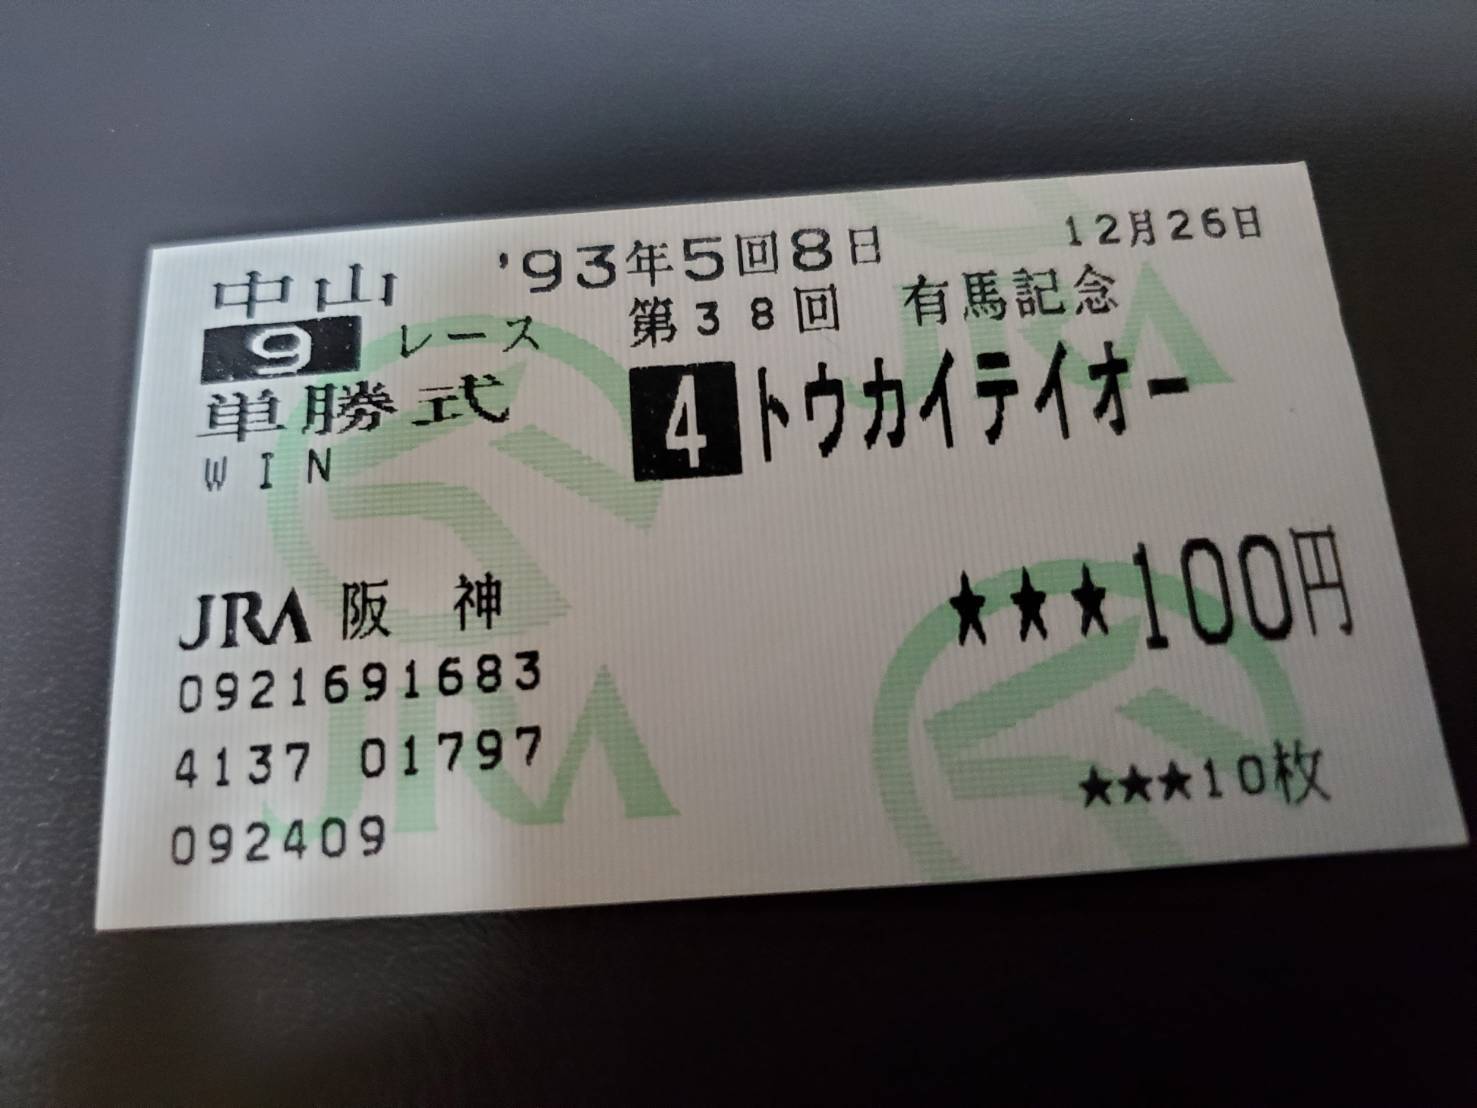 中山 '93年5回8日 12月26日
9レース 第38回 有馬記念
単勝式 4 トウカイテイオー
WIN
★★★100円
JRA 阪神
0921691683
4137 01797 ★★★10枚
092409
JRA
JRA